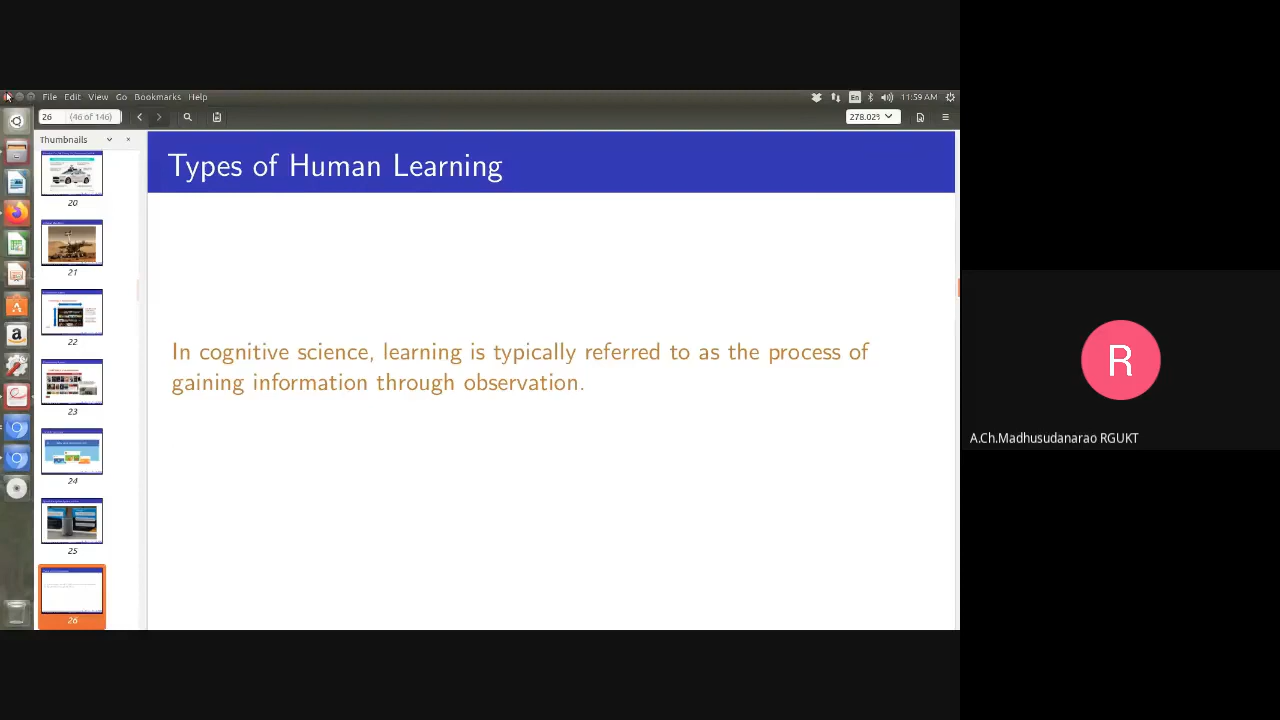 File Edit View Go Bookmarks Help
En 11:59 AM
26 (46 of 146) 278.02%
Thumbnails
20
21
22
23
24
25
26
Types of Human Learning
In cognitive science, learning is typically referred to as the process of
gaining information through observation.
R
A.Ch.Madhusudanarao RGUKT